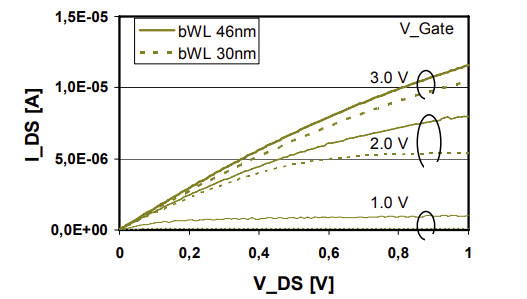 1,5E-05
bWL 46nm
bWL 30nm
V_Gate
1,0E-05
3.0 V
I_DS [A]
2.0 V
5,0E-06
1.0 V
0,0E+00
0 0,2 0,4 0,6 0,8 1
V_DS [V]